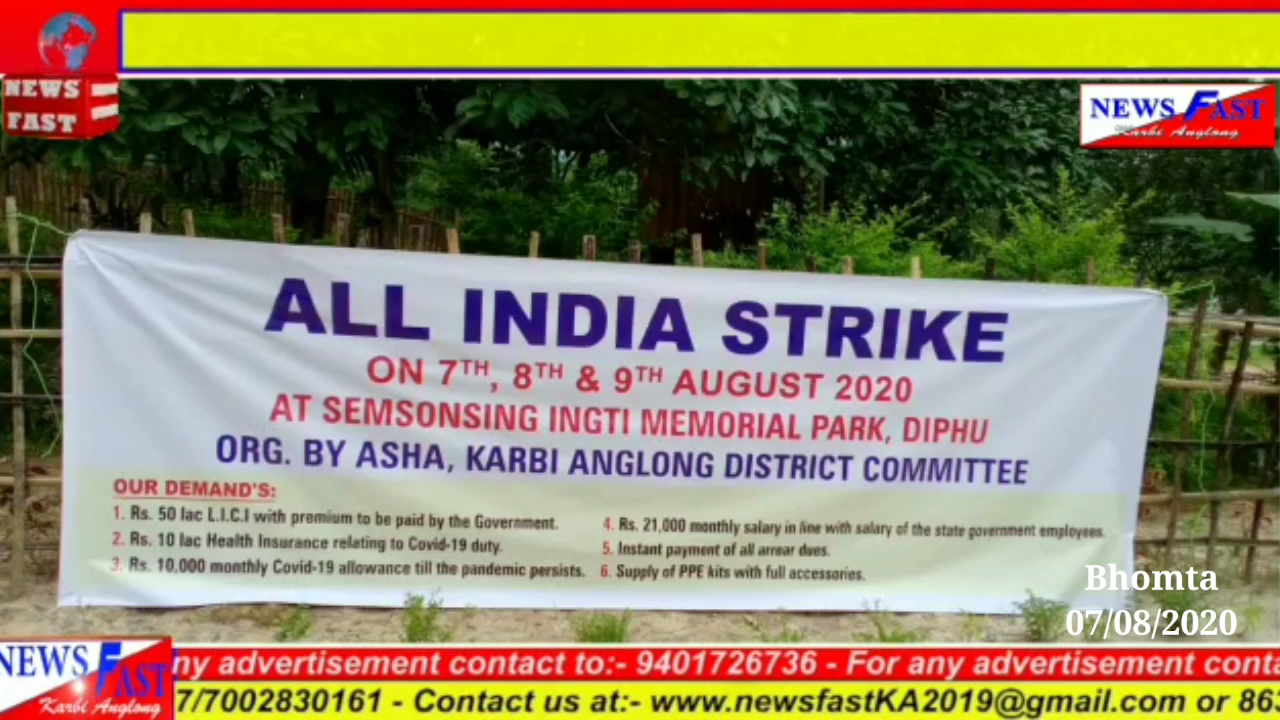 NEWS
FAST
NEWS FAST
Karbi Anglong
ALL INDIA STRIKE
ON 7TH, 8TH & 9TH AUGUST 2020
AT SEMSONSING INGTI MEMORIAL PARK, DIPHU
ORG. BY ASHA, KARBI ANGLONG DISTRICT COMMITTEE
OUR DEMAND'S:
1. Rs. 50 lac L.I.C.I with premium to be paid by the Government.
2. Rs. 10 lac Health Insurance relating to Covid-19 duty.
3. Rs. 10,000 monthly Covid-19 allowance till the pandemic persists.
4. Rs. 21,000 monthly salary in line with salary of the state government employees.
5. Instant payment of all arrear dues.
6. Supply of PPE kits with full accessories.
Bhomta
07/08/2020
NEWS FAST
Karbi Anglong
ny advertisement contact to:- 9401726736 - For any advertisement conta
7/7002830161 - Contact us at:- www.newsfastKA2019@gmail.com or 863